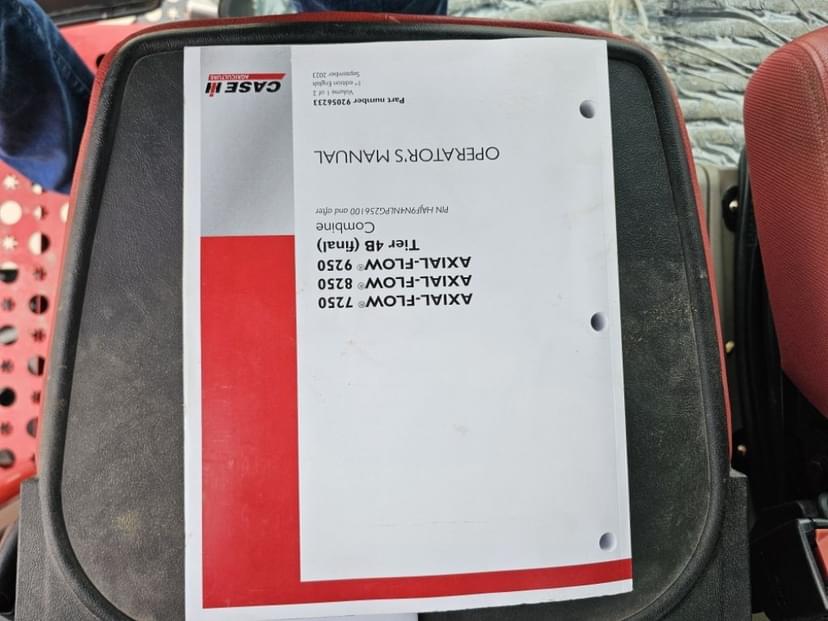 AXIAL-FLOW® 7250
AXIAL-FLOW® 8250
AXIAL-FLOW® 9250
Tier 4B (final)
Combine
PIN HAJF9N4NLPG256100 and after
OPERATOR'S MANUAL
Part number 92056233
Volume 1 of 2
1st edition English
September 2023
CASE IH
AGRICULTURE